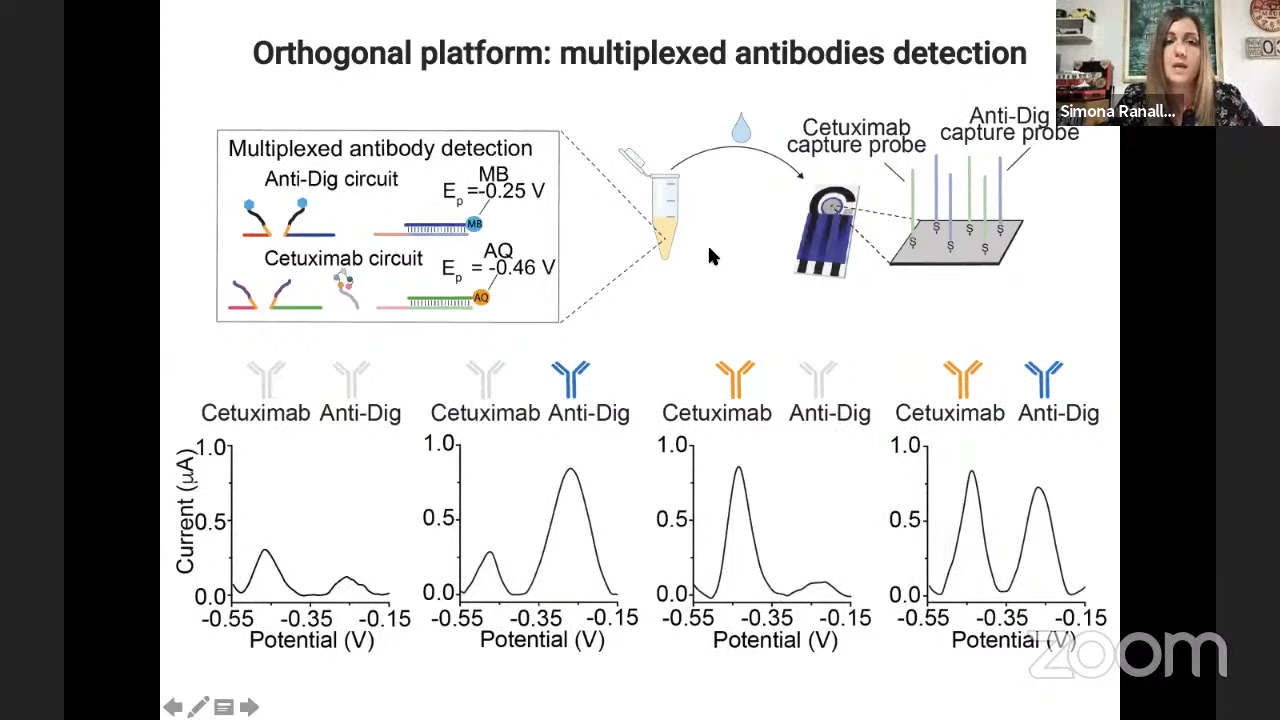 Orthogonal platform: multiplexed antibodies detection
Simona Ranall...
Multiplexed antibody detection
Anti-Dig circuit
MB
Ep =-0.25 V
MB
Cetuximab circuit
AQ
Ep = -0.46 V
AQ
Cetuximab
capture probe
Anti-Dig
capture probe
S S S
S S S
Cetuximab Anti-Dig
Cetuximab Anti-Dig
Cetuximab Anti-Dig
Cetuximab Anti-Dig
Current (μA)
1.0
0.5
0.0
-0.55 -0.35 -0.15
Potential (V)
1.0
0.5
0.0
-0.55 -0.35 -0.15
Potential (V)
1.0
0.5
0.0
-0.55 -0.35 -0.15
Potential (V)
1.0
0.5
0.0
-0.55 -0.35 -0.15
Potential (V)
zoom